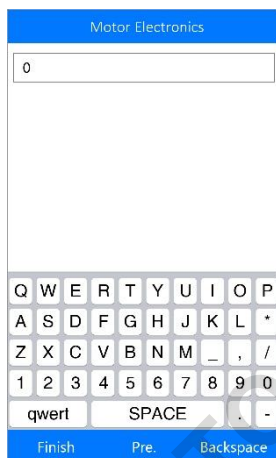 Motor Electronics
0
Q W E R T Y U I O P
A S D F G H J K L *
Z X C V B N M _ , /
1 2 3 4 5 6 7 8 9 0
qwert SPACE . -
Finish Pre. Backspace